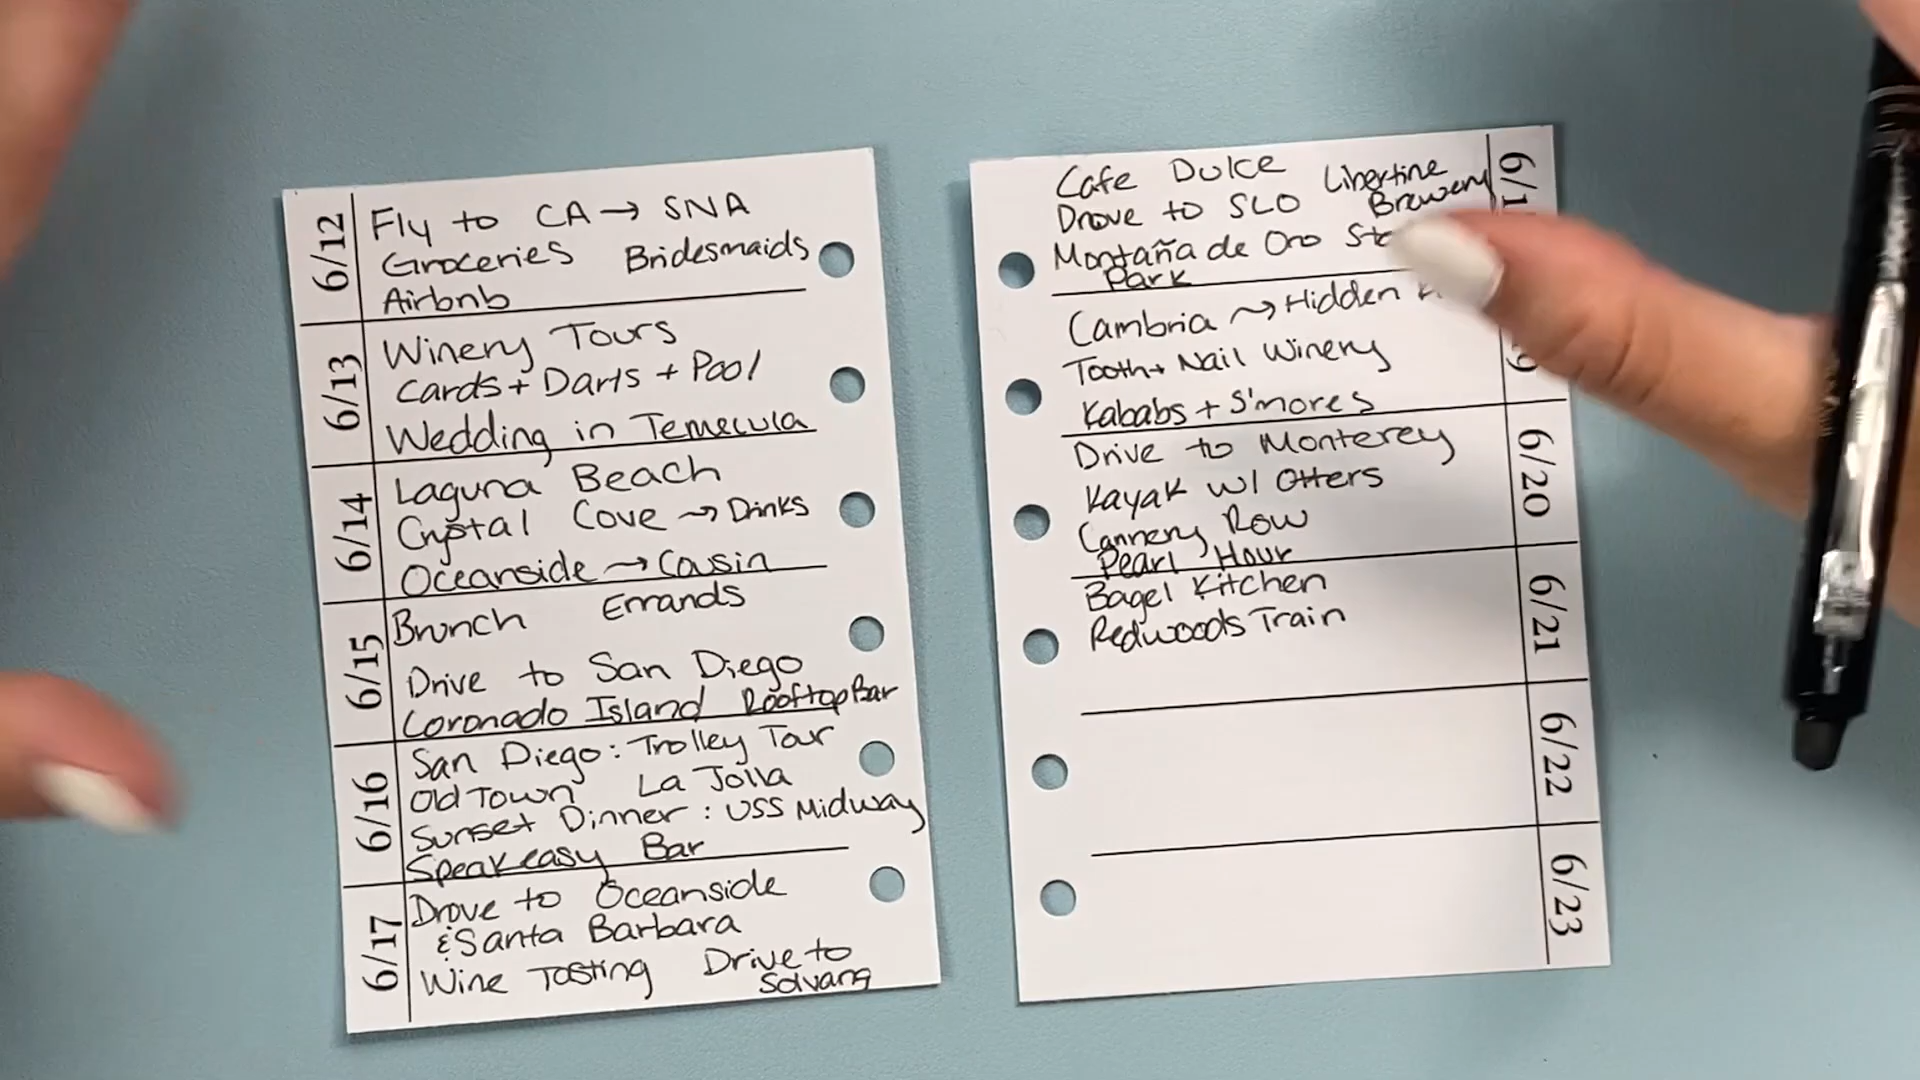 6/12
Fly to CA → SNA
Groceries Bridesmaids
Airbnb
6/13
Winery Tours
Cards + Darts + Pool
Wedding in Temecula
6/14
Laguna Beach
Crystal Cove → Drinks
Oceanside → Cousin
6/15
Brunch Errands
Drive to San Diego
Coronado Island Rooftop Bar
6/16
San Diego: Trolley Tour
Old Town La Jolla
Sunset Dinner: USS Midway
Speakeasy Bar
6/17
Drove to Oceanside
& Santa Barbara
Wine Tasting Drive to
Solvang
Cafe Dulce
Drove to SLO Libertine
Brewery
Montaña de Oro
Park
Cambria → Hidden
Tooth + Nail Winery
Kababs + S'mores
6/20
Drive to Monterey
Kayak w/ Otters
Cannery Row
Pearl Hour
6/21
Bagel Kitchen
Redwoods Train
6/22
6/23